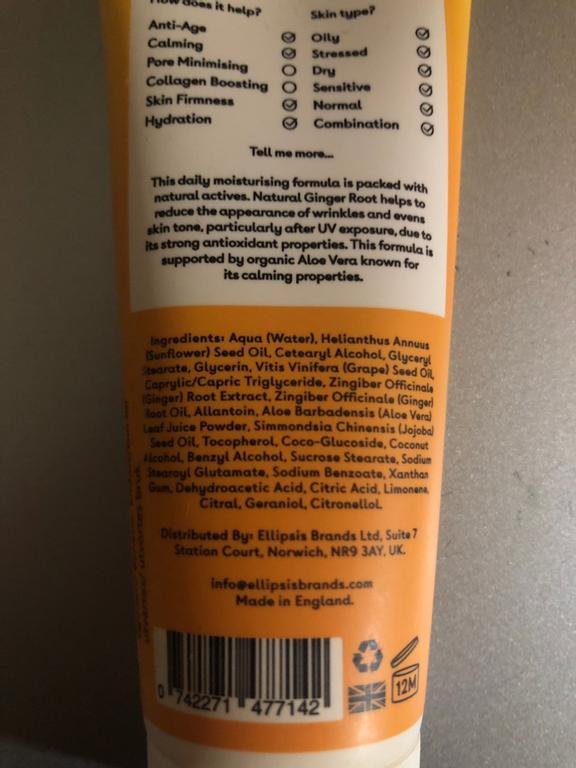 How does it help?
Skin type?
Anti-Age
Calming
Pore Minimising
Collagen Boosting
Skin Firmness
Hydration
Oily
Stressed
Dry
Sensitive
Normal
Combination
Tell me more...
This daily moisturising formula is packed with
natural actives. Natural Ginger Root helps to
reduce the appearance of wrinkles and evens
skin tone, particularly after UV exposure, due to
its strong antioxidant properties. This formula is
supported by organic Aloe Vera known for
its calming properties.
Ingredients: Aqua (Water), Helianthus Annuus
(Sunflower) Seed Oil, Cetearyl Alcohol, Glyceryl
Stearate, Glycerin, Vitis Vinifera (Grape) Seed Oil,
Caprylic/Capric Triglyceride, Zingiber Officinale
(Ginger) Root Extract, Zingiber Officinale (Ginger)
Root Oil, Allantoin, Aloe Barbadensis (Aloe Vera)
Leaf Juice Powder, Simmondsia Chinensis (Jojoba)
Seed Oil, Tocopherol, Coco-Glucoside, Coconut
Alcohol, Benzyl Alcohol, Sucrose Stearate, Sodium
Stearoyl Glutamate, Sodium Benzoate, Xanthan
Gum, Dehydroacetic Acid, Citric Acid, Limonene,
Citral, Geraniol, Citronellol.
Distributed By: Ellipsis Brands Ltd, Suite 7
Station Court, Norwich, NR9 3AY, UK.
info@ellipsisbrands.com
Made in England.
0 742271 477142
12M